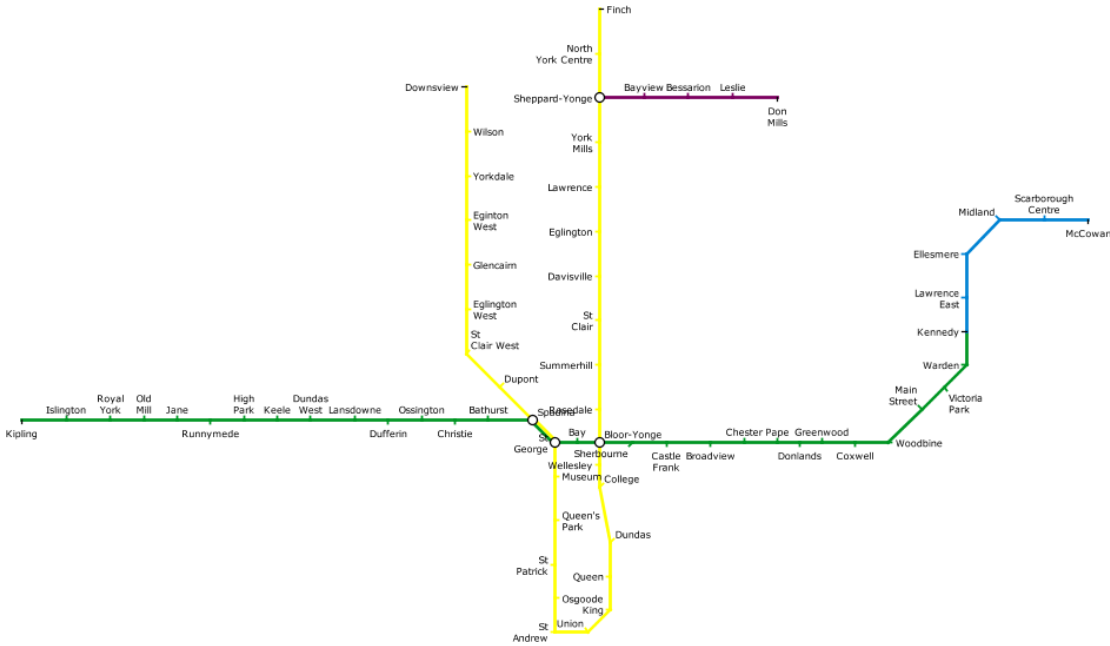 Finch
North
York Centre
Downsview
Sheppard-Yonge
Bayview
Bessarion
Leslie
Don
Mills
Wilson
York
Mills
Yorkdale
Lawrence
Eginton
West
Eglington
Glencairn
Davisville
Eglington
West
St
Clair
St
Clair West
Summerhill
Dupont
Rosedale
Scarborough
Centre
Midland
McCowan
Ellesmere
Lawrence
East
Kennedy
Warden
Main
Street
Victoria
Park
Woodbine
Kipling
Islington
Royal
York
Old
Mill
Jane
Runnymede
High
Park
Keele
Dundas
West
Lansdowne
Dufferin
Ossington
Christie
Bathurst
Spadina
St
George
Bay
Bloor-Yonge
Sherbourne
Castle
Frank
Broadview
Chester
Pape
Donlands
Greenwood
Coxwell
Wellesley
Museum
College
Queen's
Park
Dundas
St
Patrick
Queen
Osgoode
King
St
Andrew
Union